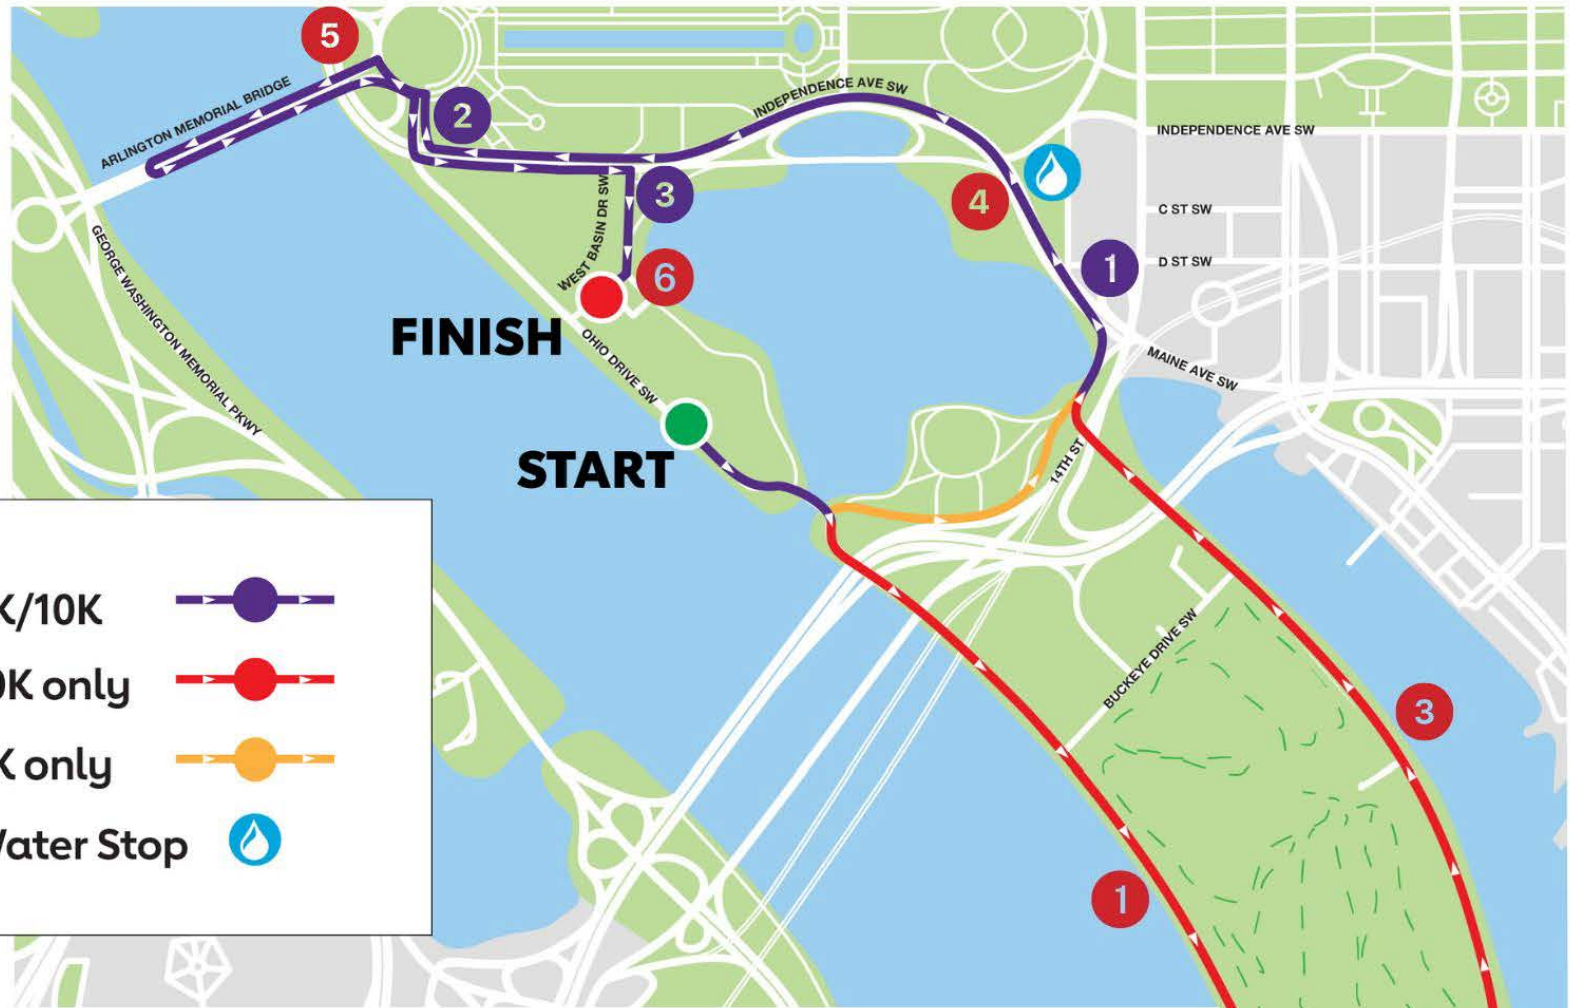 5
ARLINGTON MEMORIAL BRIDGE
2
INDEPENDENCE AVE SW
INDEPENDENCE AVE SW
3
4
C ST SW
WEST BASIN DR SW
1
D ST SW
6
GEORGE WASHINGTON MEMORIAL PKWY
FINISH
OHIO DRIVE SW
MAINE AVE SW
START
14TH ST
K/10K
0K only
K only
Water Stop
BUCKEYE DRIVE SW
3
1